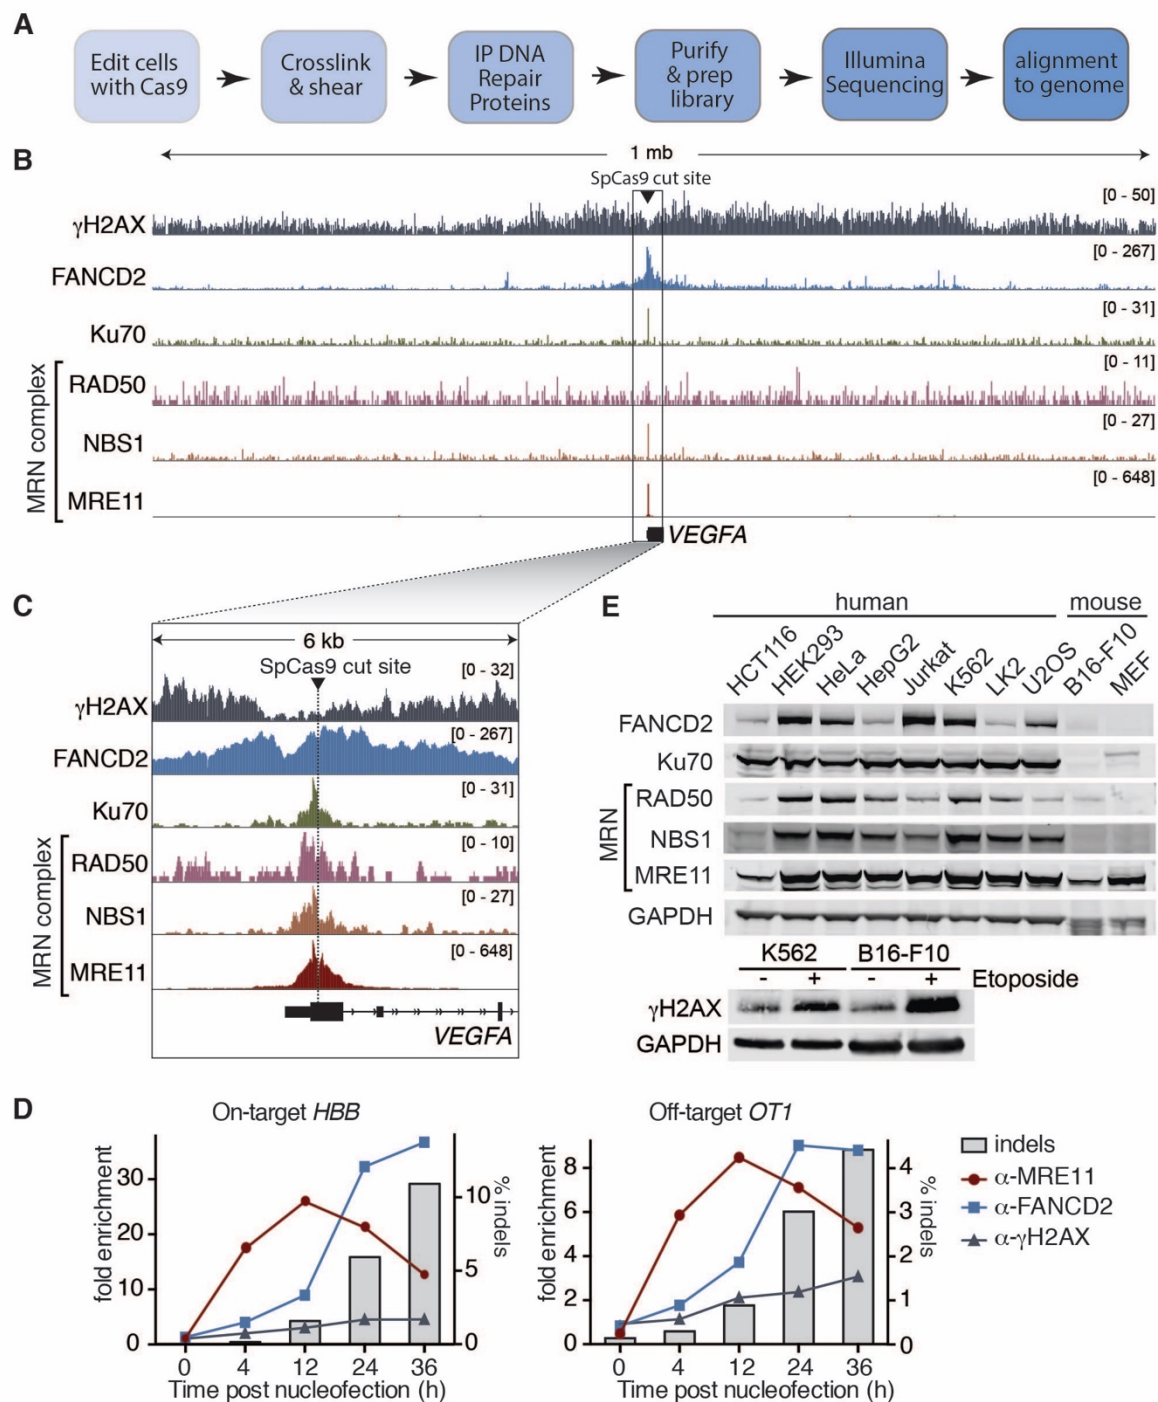 A
Edit cells
with Cas9
Crosslink
& shear
IP DNA
Repair
Proteins
Purify
& prep
library
Illumina
Sequencing
alignment
to genome
B
1 mb
SpCas9 cut site
γH2AX
[0 - 50]
FANCD2
[0 - 267]
Ku70
[0 - 31]
MRN complex
RAD50
[0 - 11]
NBS1
[0 - 27]
MRE11
[0 - 648]
VEGFA
C
6 kb
SpCas9 cut site
γH2AX
[0 - 32]
FANCD2
[0 - 267]
Ku70
[0 - 31]
MRN complex
RAD50
[0 - 10]
NBS1
[0 - 27]
MRE11
[0 - 648]
VEGFA
E
human
mouse
HCT116
HEK293
HeLa
HepG2
Jurkat
K562
LK2
U2OS
B16-F10
MEF
FANCD2
Ku70
MRN
RAD50
NBS1
MRE11
GAPDH
K562
B16-F10
- + - + Etoposide
γH2AX
GAPDH
D
On-target HBB
fold enrichment
30
20
10
0
% indels
10
5
0
0 4 12 24 36
Time post nucleofection (h)
Off-target OT1
fold enrichment
8
6
4
2
0
% indels
4
3
2
1
0
0 4 12 24 36
Time post nucleofection (h)
indels
α-MRE11
α-FANCD2
α-γH2AX